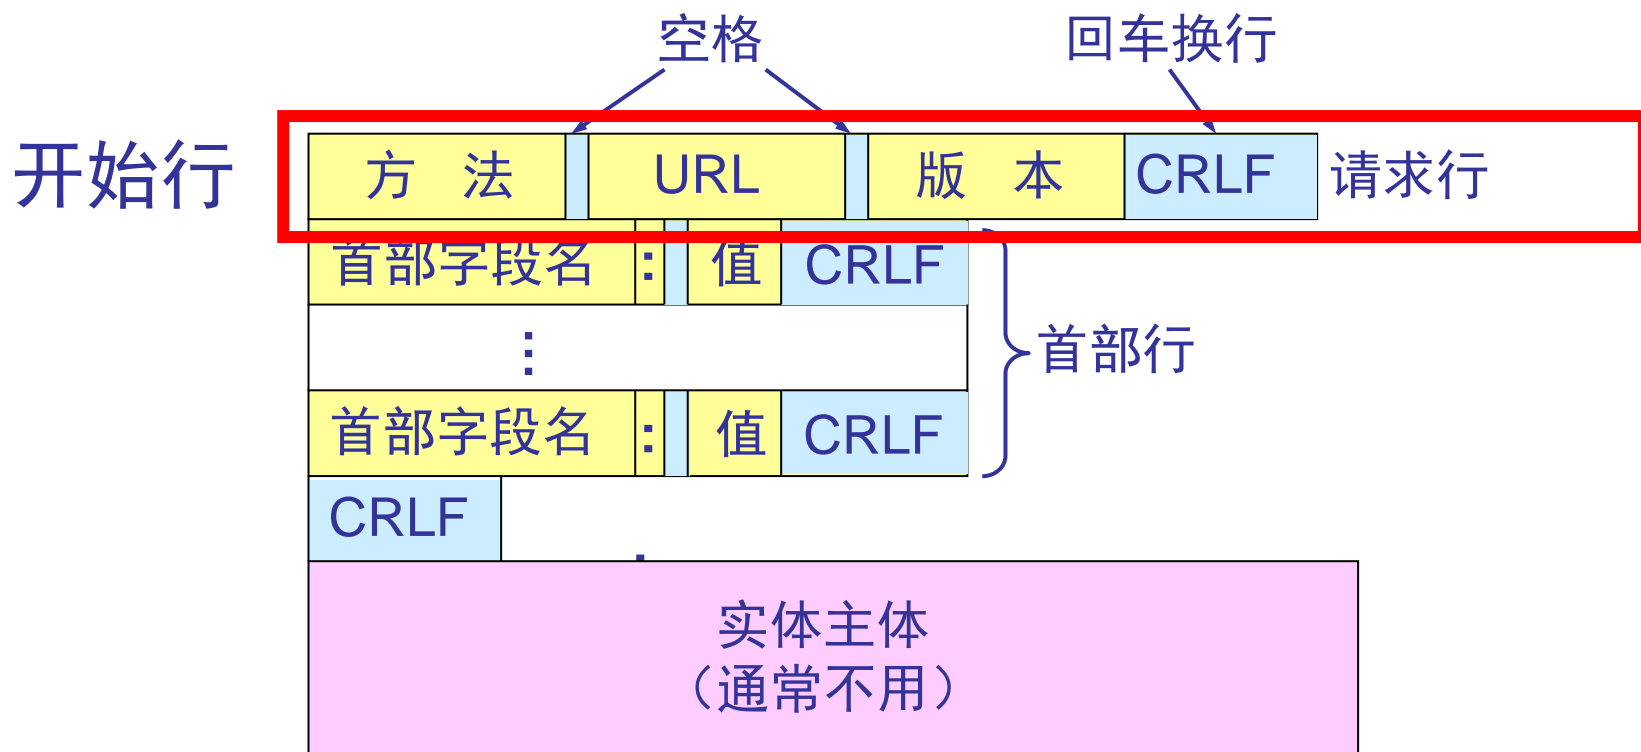 空格 回车换行
开始行 方 法 URL 版 本 CRLF 请求行
首部字段名 : 值 CRLF
⋮ 首部行
首部字段名 : 值 CRLF
CRLF
实体主体
（通常不用）